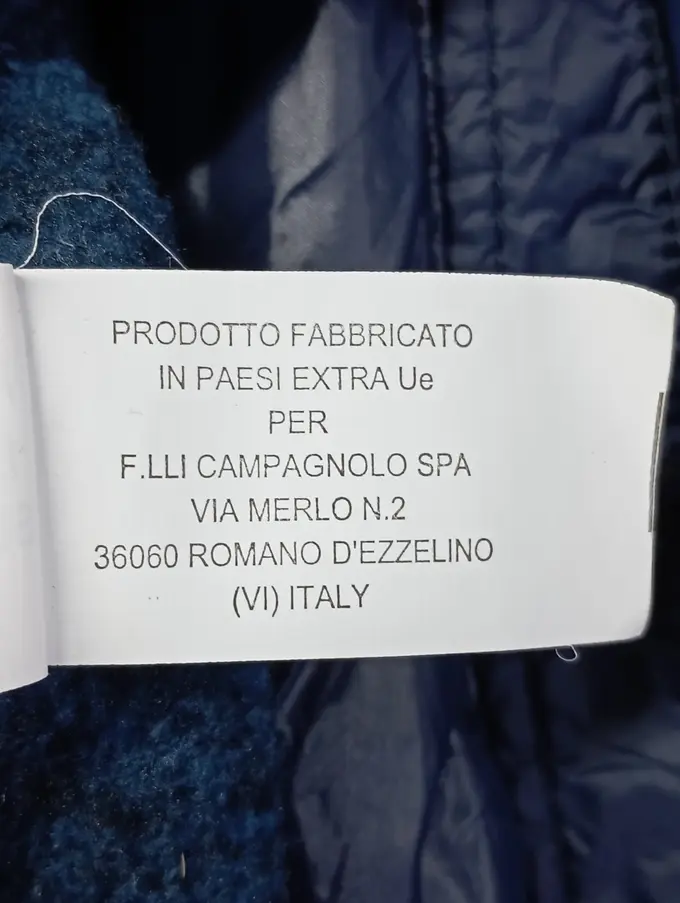 PRODOTTO FABBRICATO
IN PAESI EXTRA Ue
PER
F.LLI CAMPAGNOLO SPA
VIA MERLO N.2
36060 ROMANO D'EZZELINO
(VI) ITALY